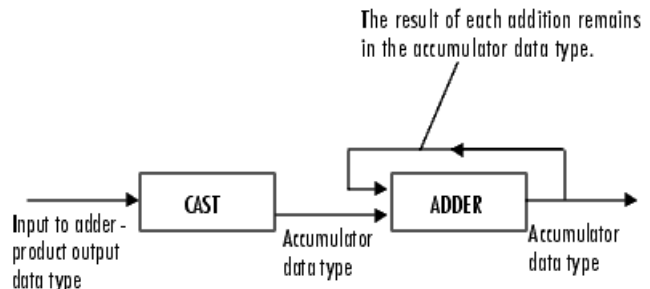 The result of each addition remains
in the accumulator data type.
CAST
ADDER
Input to adder -
product output
data type
Accumulator
data type
Accumulator
data type